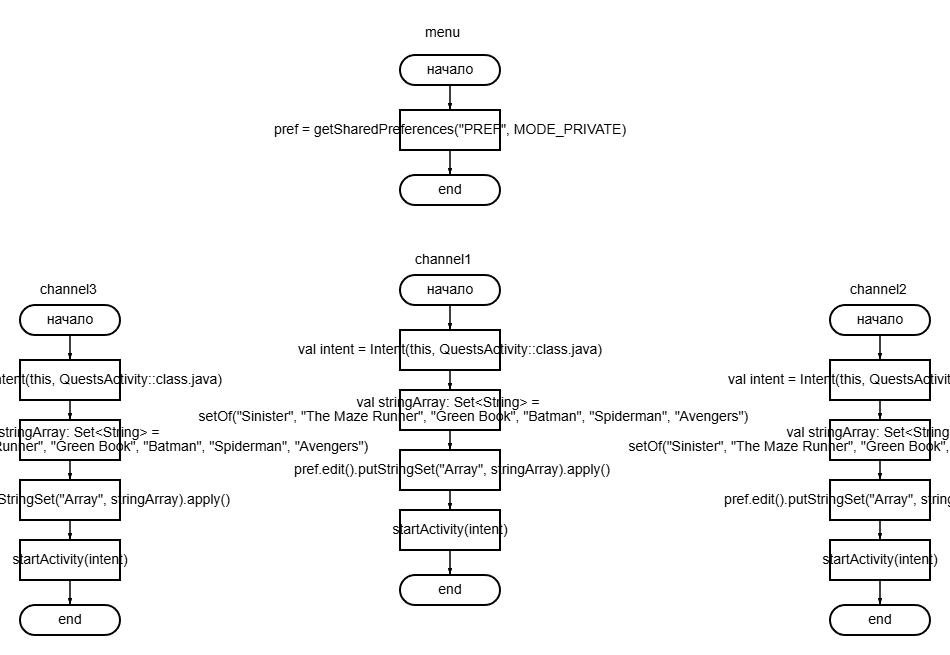 menu
начало
pref = getSharedPreferences("PREF", MODE_PRIVATE)
end
channel1
начало
val intent = Intent(this, QuestsActivity::class.java)
val stringArray: Set<String> =
setOf("Sinister", "The Maze Runner", "Green Book", "Batman", "Spiderman", "Avengers")
pref.edit().putStringSet("Array", stringArray).apply()
startActivity(intent)
end
channel3
начало
ntent(this, QuestsActivity::class.java)
stringArray: Set<String> =
Runner", "Green Book", "Batman", "Spiderman", "Avengers")
StringSet("Array", stringArray).apply()
startActivity(intent)
end
channel2
начало
val intent = Intent(this, QuestsActivit
val stringArray: Set<String
setOf("Sinister", "The Maze Runner", "Green Book",
pref.edit().putStringSet("Array", string
startActivity(intent)
end